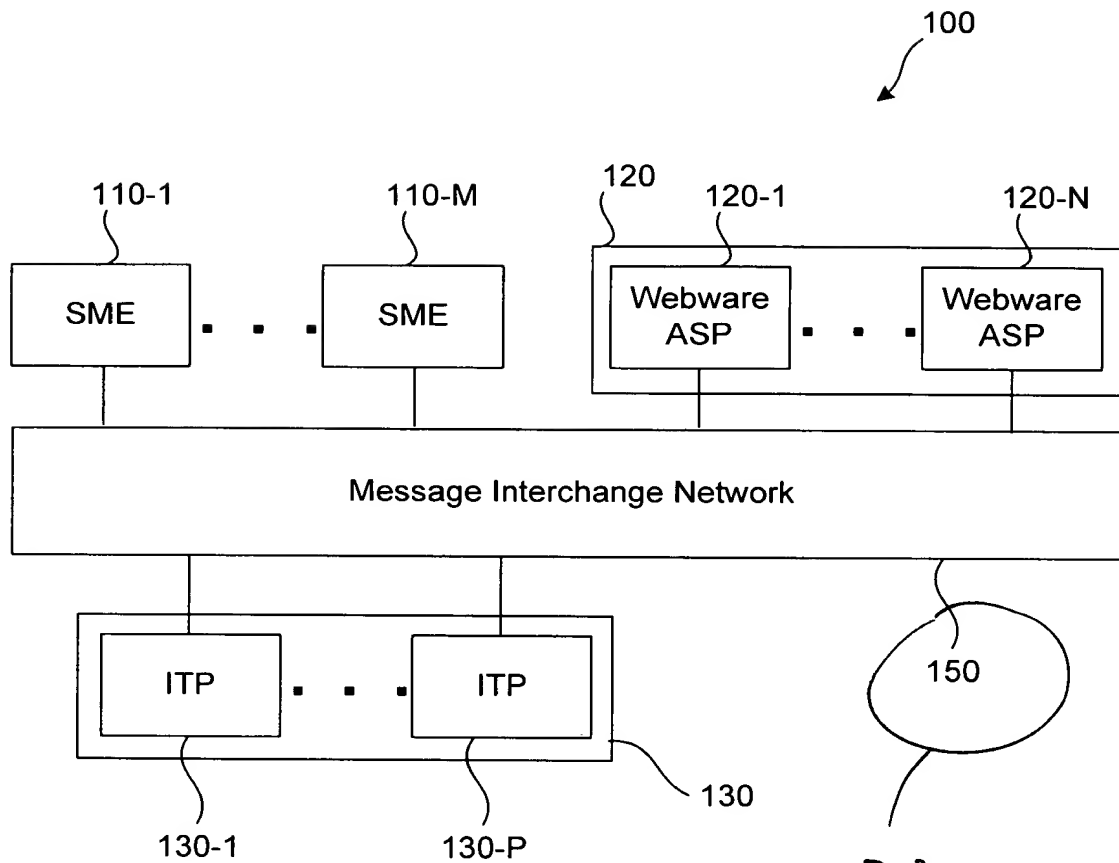 100
110-1
110-M
120
120-1
120-N
SME
SME
Webware
ASP
Webware
ASP
Message Interchange Network
ITP
ITP
150
130
130-1
130-P